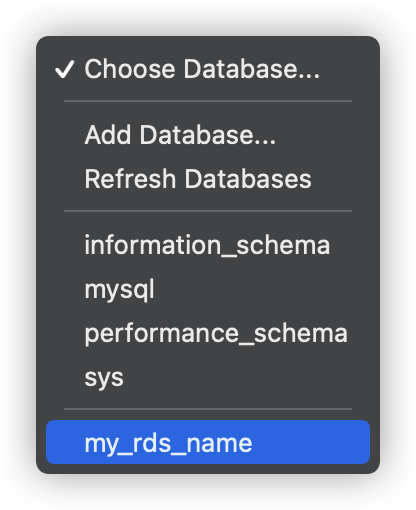 ✓ Choose Database...
Add Database...
Refresh Databases
information_schema
mysql
performance_schema
sys
my_rds_name